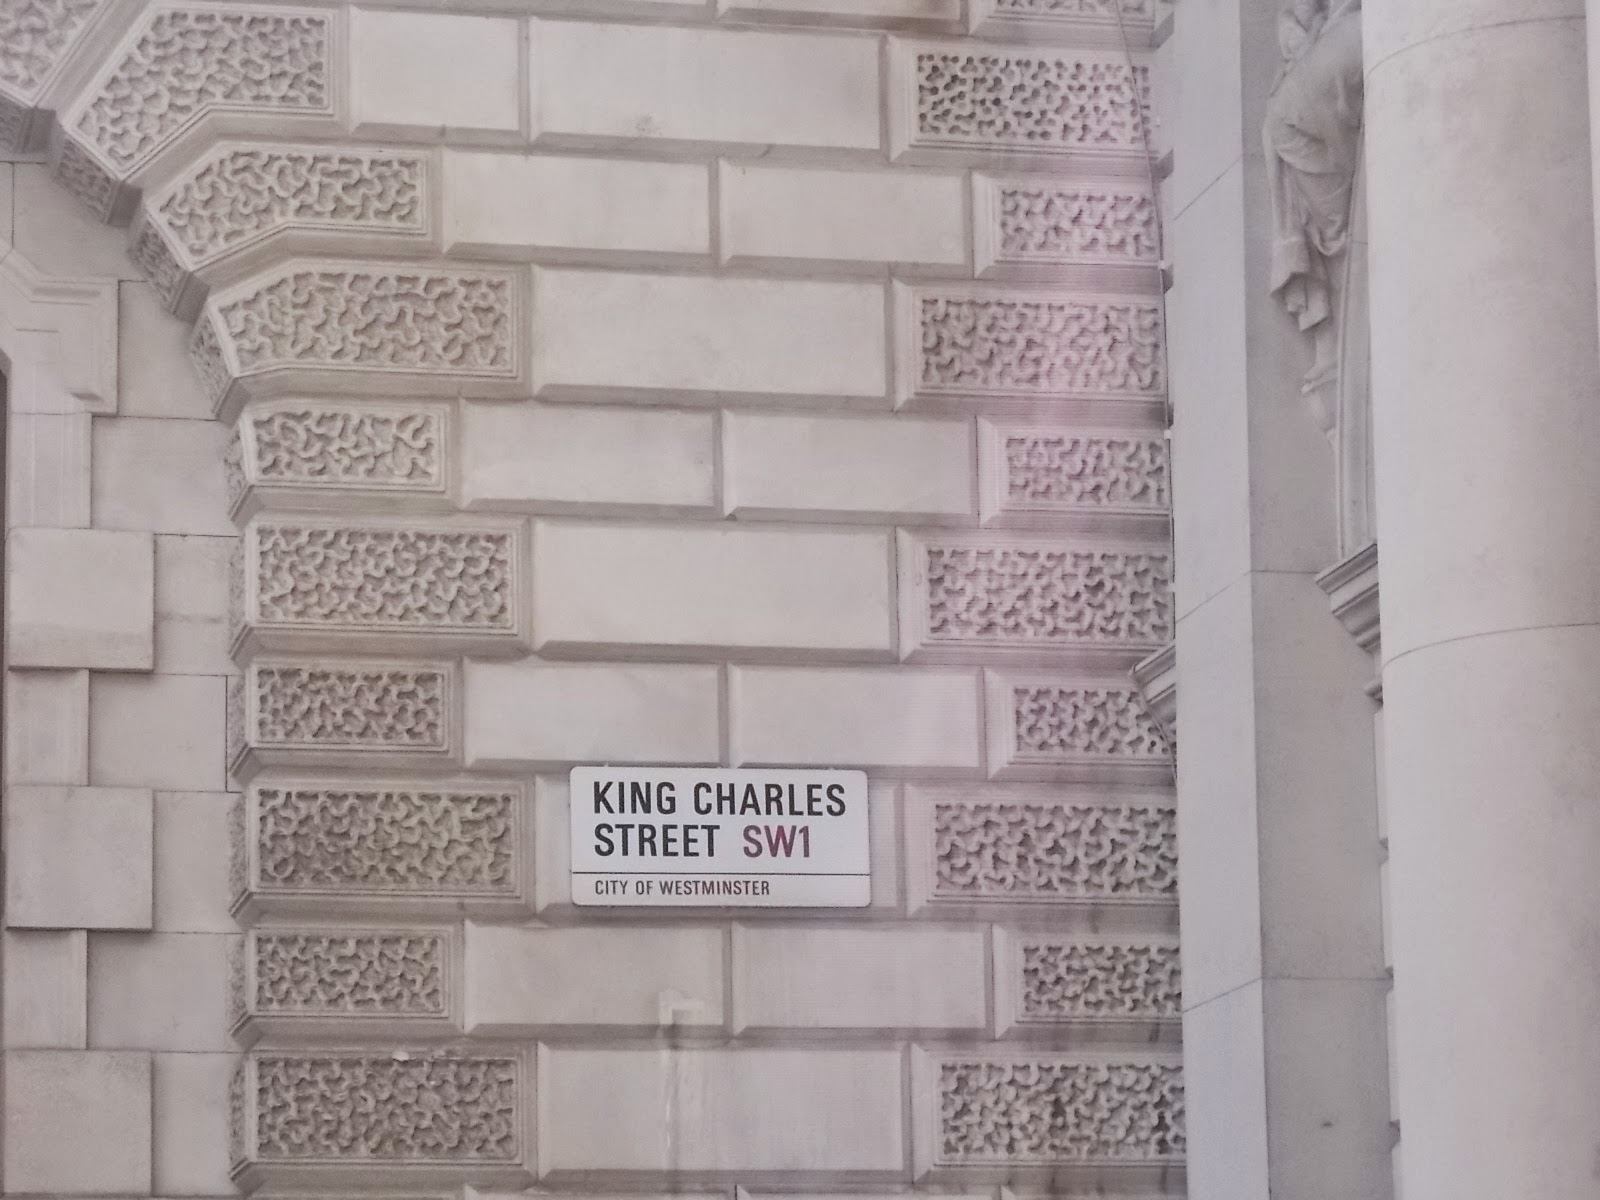 KING CHARLES
STREET SW1
CITY OF WESTMINSTER